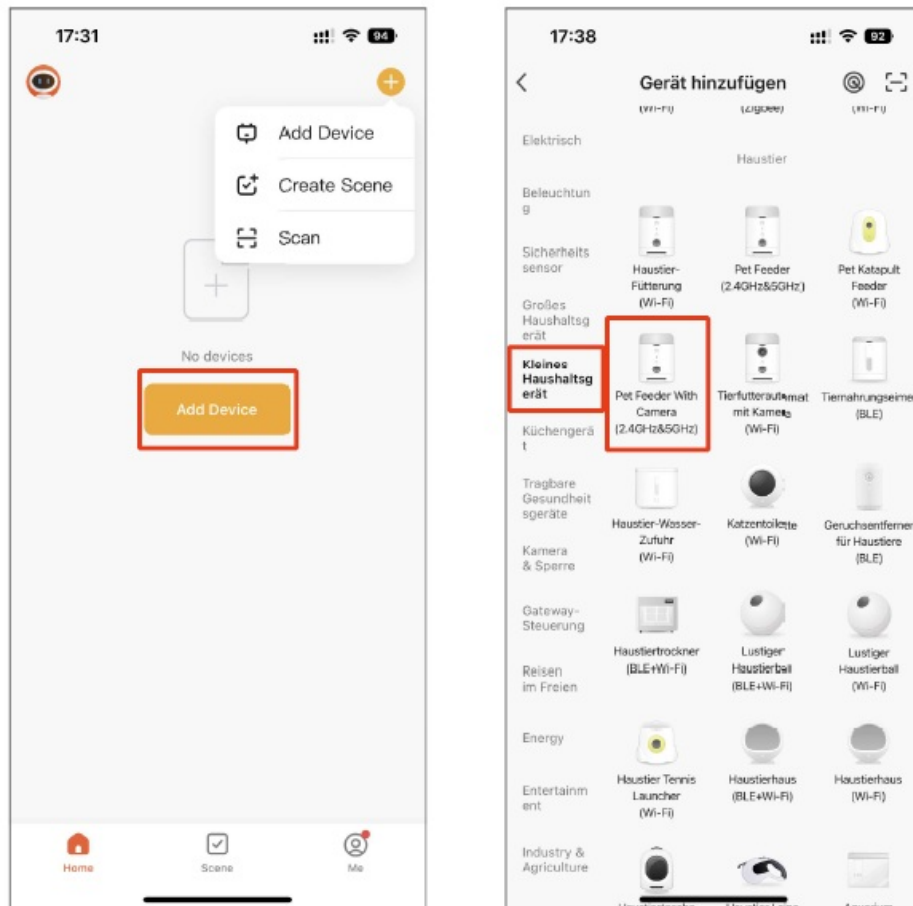 17:31
94
Add Device
Create Scene
Scan
No devices
Add Device
Home
Scene
Me
17:38
92
Gerät hinzufügen
(Wi-Fi)
(Zigbee)
(Wi-Fi)
Elektrisch
Beleuchtun
g
Sicherheits
sensor
Großes
Haushaltsg
erät
Kleines
Haushaltsg
erät
Küchengerä
t
Tragbare
Gesundheit
sgeräte
Kamera
& Sperre
Gateway-
Steuerung
Reisen
im Freien
Energy
Entertainm
ent
Industry &
Agriculture
Haustier
Haustier-
Fütterung
(Wi-Fi)
Pet Feeder
(2.4GHz&5GHz)
Pet Katapult
Feeder
(Wi-Fi)
Pet Feeder With
Camera
(2.4GHz&5GHz)
Tierfutterautomat
mit Kamera
(Wi-Fi)
Tiernahrungseime
(BLE)
Haustier-Wasser-
Zufuhr
(Wi-Fi)
Katzentoilette
(Wi-Fi)
Geruchsentferner
für Haustiere
(BLE)
Haustiertrockner
(BLE+Wi-Fi)
Lustiger
Haustierball
(BLE+Wi-Fi)
Lustiger
Haustierball
(Wi-Fi)
Haustier Tennis
Launcher
(Wi-Fi)
Haustierhaus
(BLE+Wi-Fi)
Haustierhaus
(Wi-Fi)